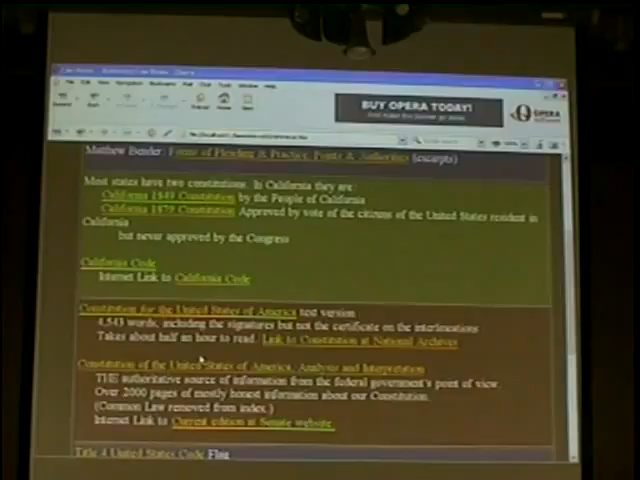 BUY OPERA TODAY!
OPERA
Matthew Bender: Forms of Pleading & Practice, Points & Authorities (excerpts)
Most states have two constitutions. In California they are:
California 1849 Constitution by the People of California
California 1879 Constitution Approved by vote of the citizens of the United States resident in
California
but never approved by the Congress
California Code
Internet Link to California Code
Constitution for the United States of America text version
4,543 words, including the signatures but not the certificate on the interlineations
Takes about half an hour to read. Link to Constitution at National Archives
Constitution of the United States of America, Analysis and Interpretation
THE authoritative source of information from the federal government's point of view.
Over 2000 pages of mostly honest information about our Constitution.
(Common Law removed from index.)
Internet Link to Current edition at Senate website.
Title 4 United States Code Flag